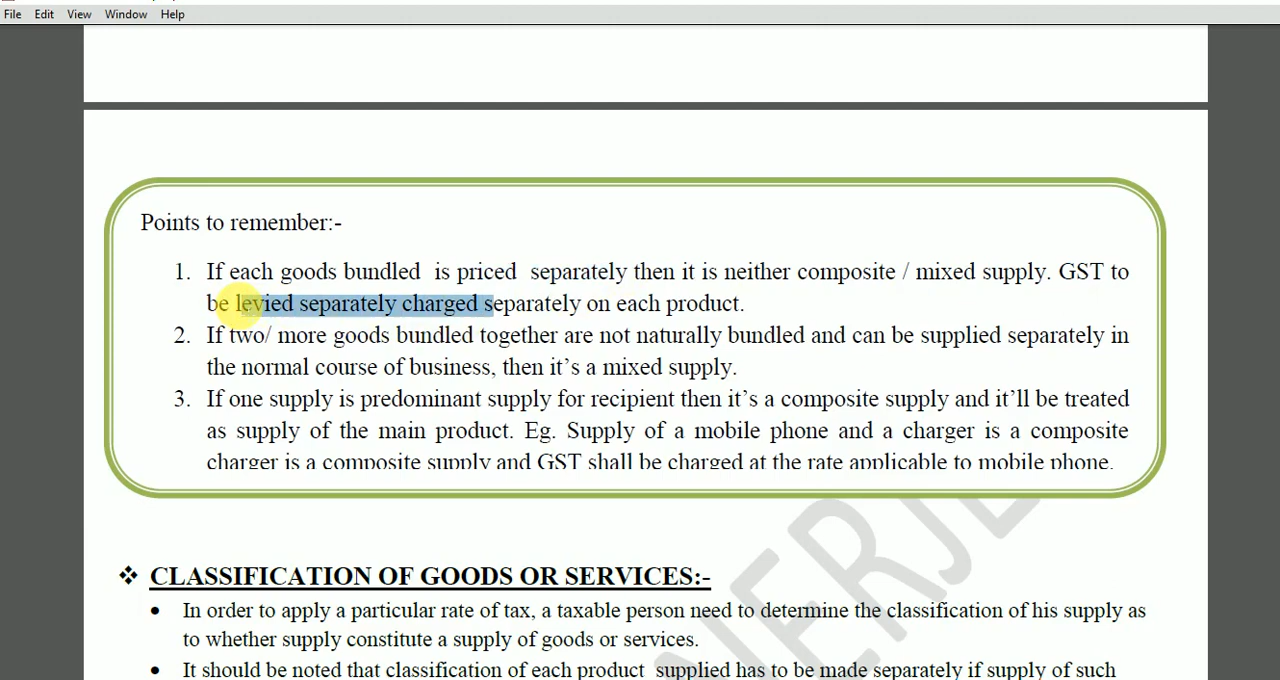 File Edit View Window Help
Points to remember:-
1. If each goods bundled is priced separately then it is neither composite / mixed supply. GST to
be levied separately charged separately on each product.
2. If two/ more goods bundled together are not naturally bundled and can be supplied separately in
the normal course of business, then it’s a mixed supply.
3. If one supply is predominant supply for recipient then it’s a composite supply and it’ll be treated
as supply of the main product. Eg. Supply of a mobile phone and a charger is a composite
charger is a composite supply and GST shall be charged at the rate applicable to mobile phone.
❖ CLASSIFICATION OF GOODS OR SERVICES:-
• In order to apply a particular rate of tax, a taxable person need to determine the classification of his supply as
to whether supply constitute a supply of goods or services.
• It should be noted that classification of each product supplied has to be made separately if supply of such